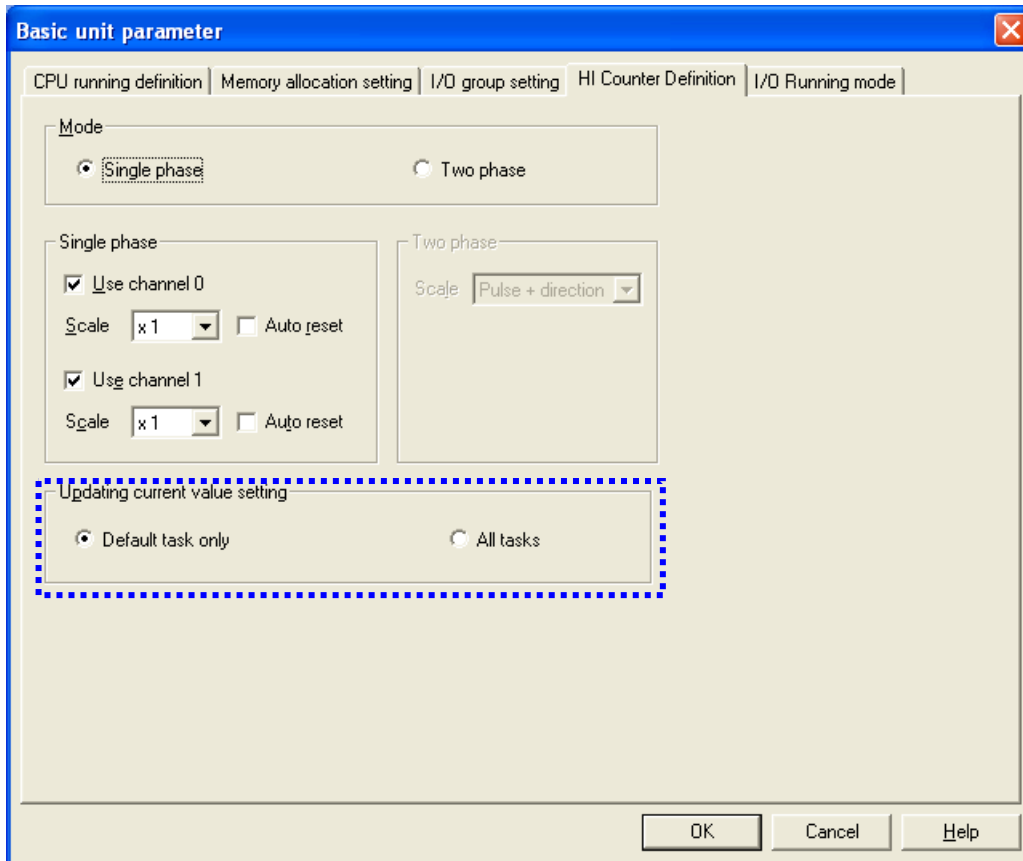 Basic unit parameter
CPU running definition Memory allocation setting I/O group setting HI Counter Definition I/O Running mode
Mode
Single phase Two phase
Single phase
Use channel 0
Scale x 1 Auto reset
Use channel 1
Scale x 1 Auto reset
Two phase
Scale Pulse + direction
Updating current value setting
Default task only All tasks
OK Cancel Help